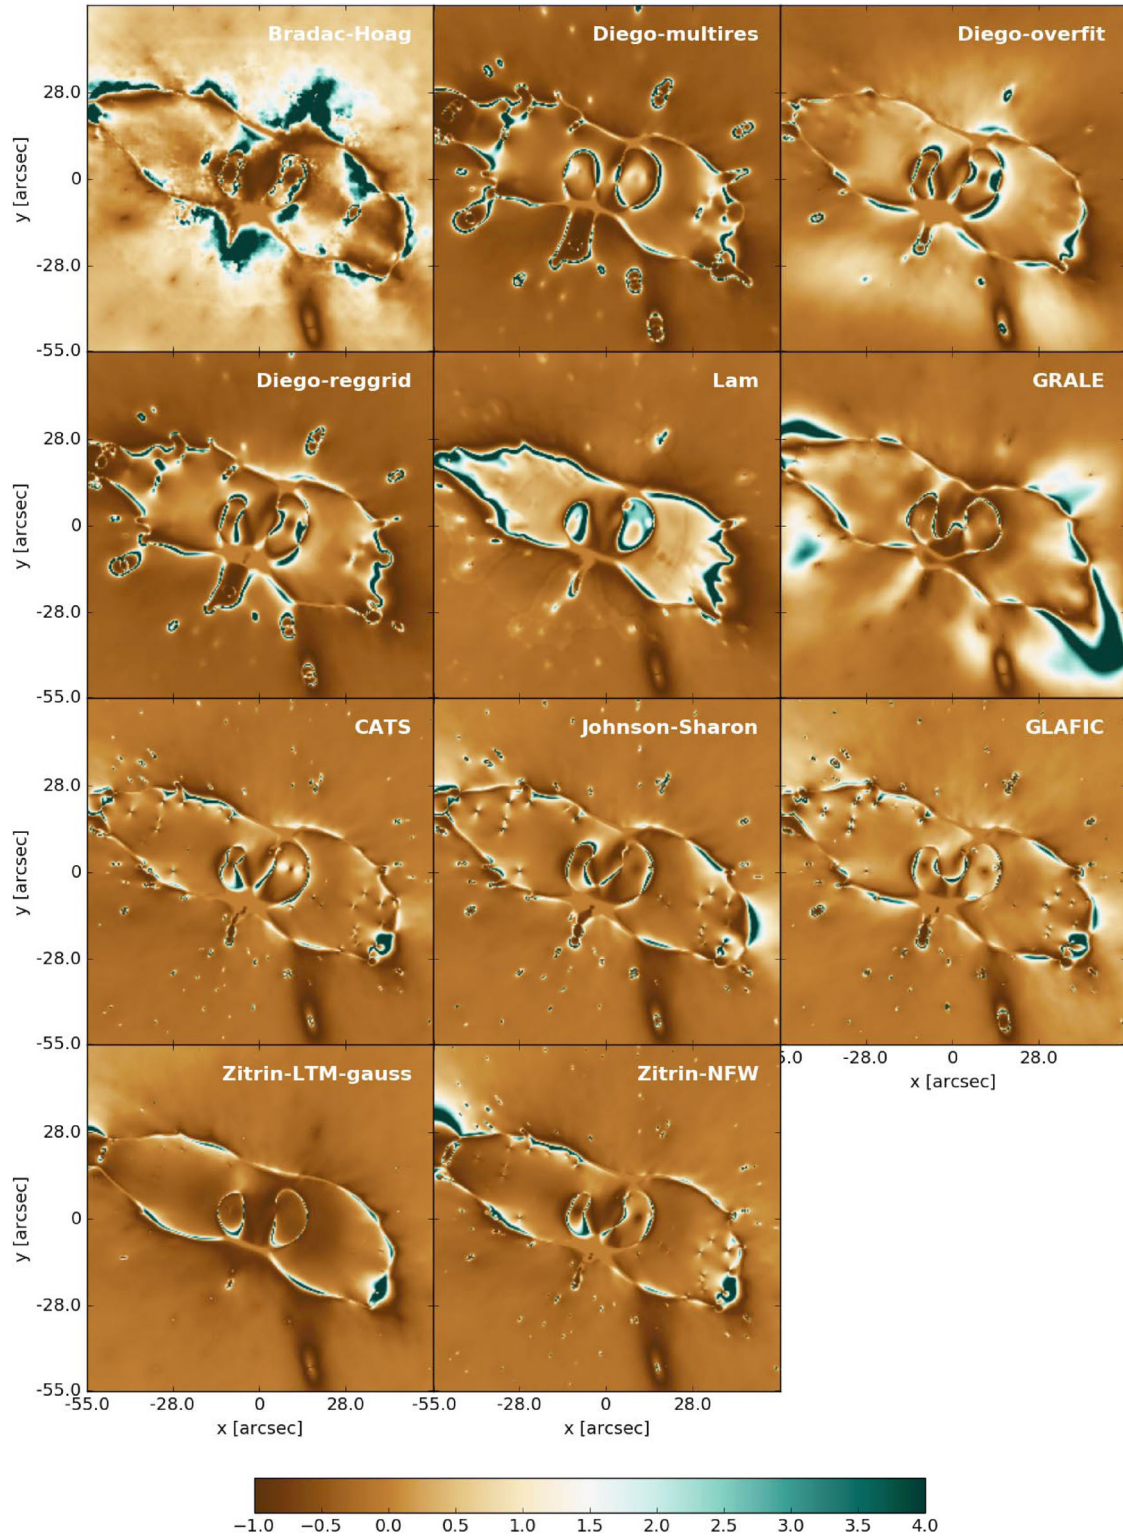 Bradac-Hoag Diego-multires Diego-overfit
28.0
0
-28.0
-55.0
y [arcsec]
Diego-reggrid Lam GRALE
28.0
0
-28.0
-55.0
y [arcsec]
CATS Johnson-Sharon GLAFIC
28.0
0
-28.0
-55.0
y [arcsec]
5.0 -28.0 0 28.0
x [arcsec]
Zitrin-LTM-gauss Zitrin-NFW
28.0
0
-28.0
-55.0
y [arcsec]
-55.0 -28.0 0 28.0 -55.0 -28.0 0 28.0
x [arcsec] x [arcsec]
−1.0 −0.5 0.0 0.5 1.0 1.5 2.0 2.5 3.0 3.5 4.0